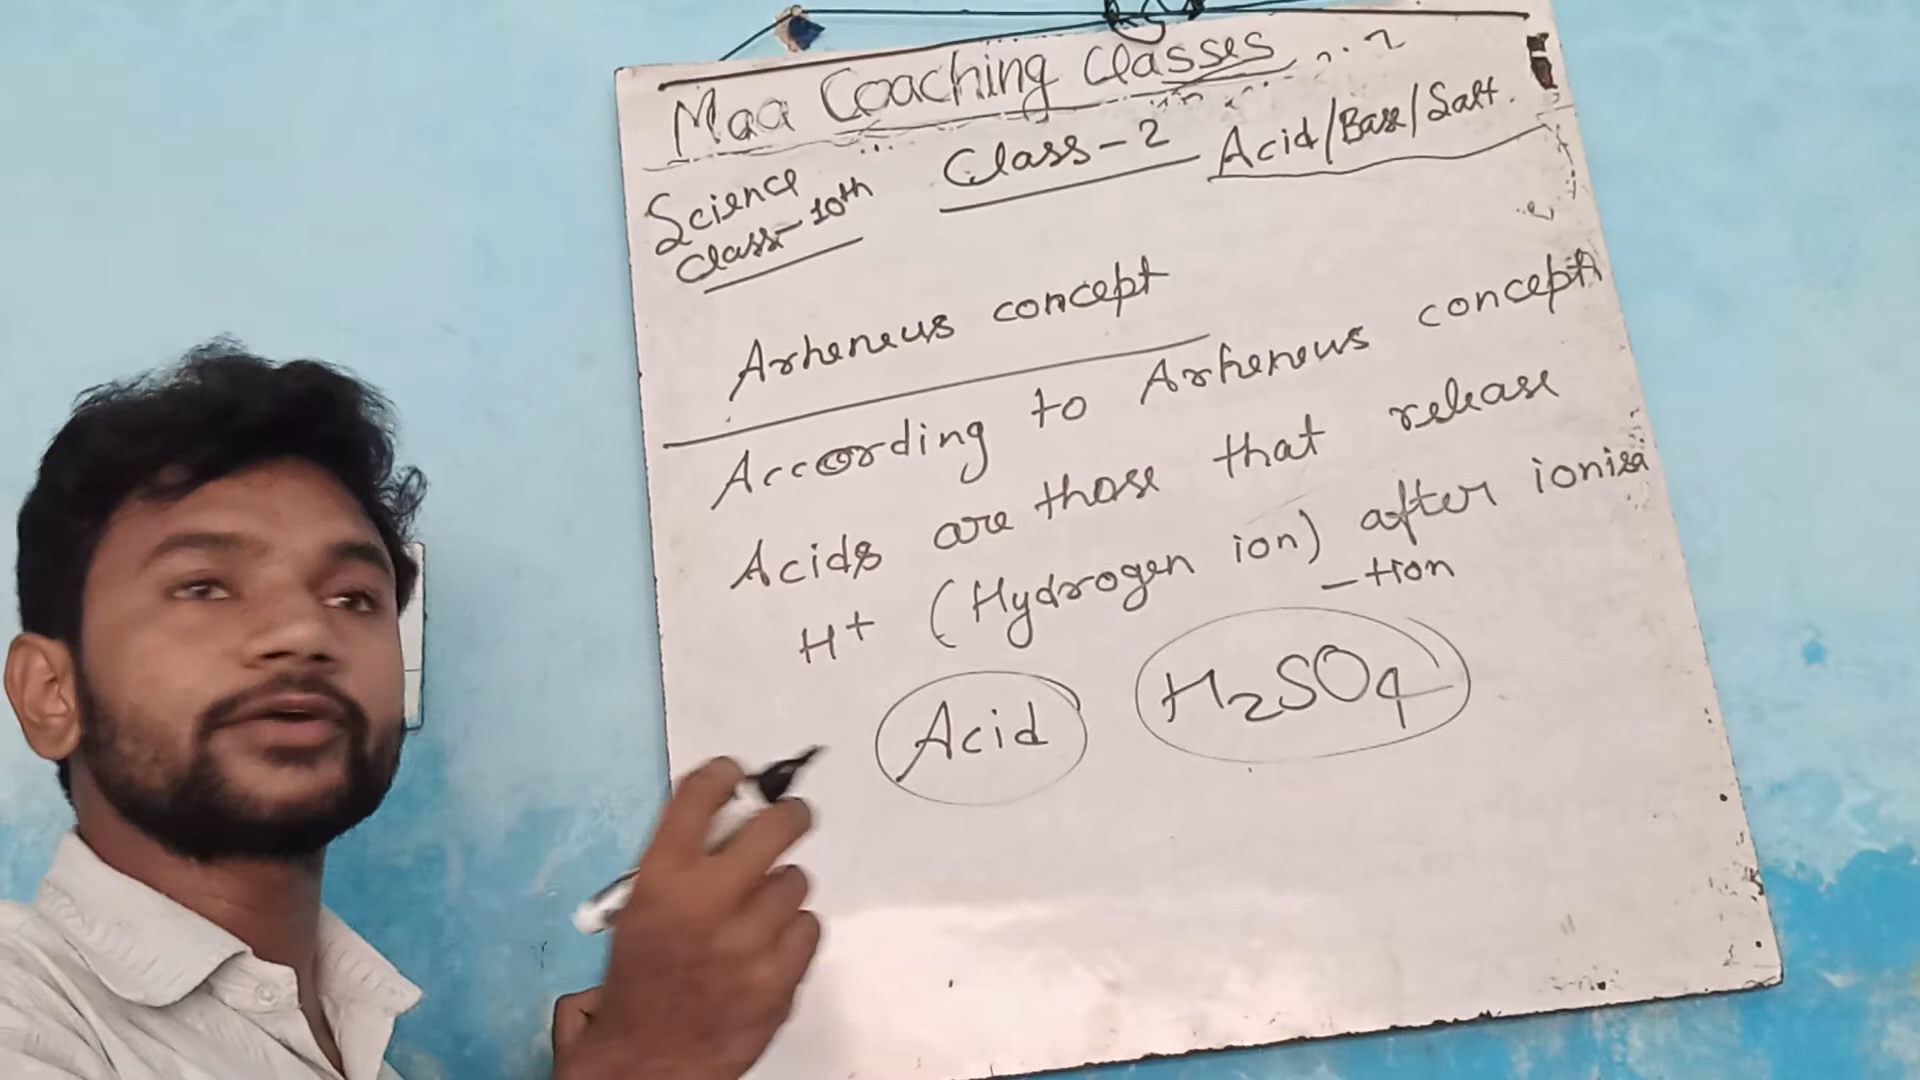 Maa Coaching Classes
Class-2 Acid/Base/Salt.
Science
Class-10th
Arheneus concept
According to Arheneus concept
Acids are those that release
H+ (Hydrogen ion) after ionisa
-tion
Acid H2SO4